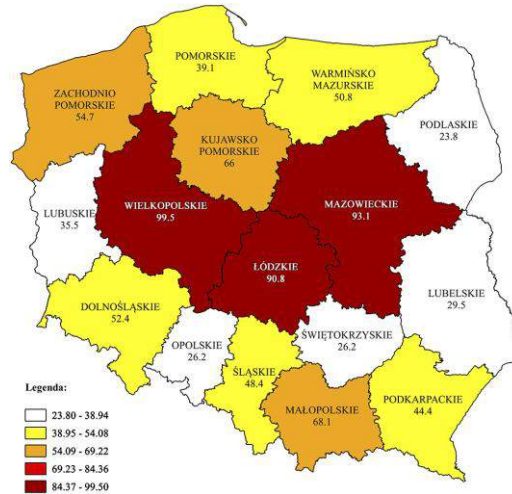 POMORSKIE
39.1
WARMIŃSKO
MAZURSKIE
50.8
ZACHODNIO
POMORSKIE
54.7
PODLASKIE
23.8
KUJAWSKO
POMORSKIE
66
WIELKOPOLSKIE
99.5
MAZOWIECKIE
93.1
LUBUSKIE
35.5
ŁÓDZKIE
90.8
LUBELSKIE
29.5
DOLNOŚLĄSKIE
52.4
OPOLSKIE
26.2
ŚWIĘTOKRZYSKIE
26.2
ŚLĄSKIE
48.4
MAŁOPOLSKIE
68.1
PODKARPACKIE
44.4
Legenda:
23.80 - 38.94
38.95 - 54.08
54.09 - 69.22
69.23 - 84.36
84.37 - 99.50